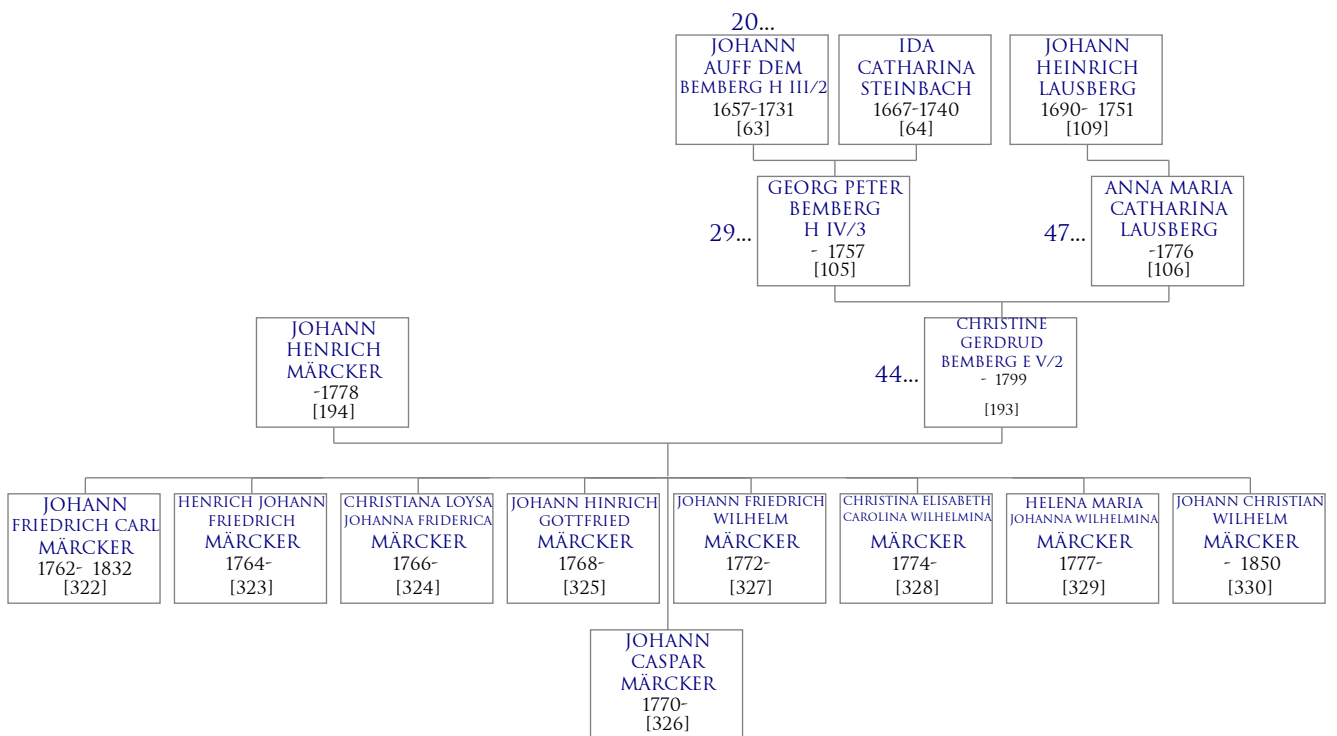 20...
JOHANN
AUFF DEM
BEMBERG H III/2
1657-1731
[63]
IDA
CATHARINA
STEINBACH
1667-1740
[64]
JOHANN
HEINRICH
LAUSBERG
1690- 1751
[109]
29...
GEORG PETER
BEMBERG
H IV/3
- 1757
[105]
47...
ANNA MARIA
CATHARINA
LAUSBERG
-1776
[106]
JOHANN
HENRICH
MÄRCKER
-1778
[194]
44...
CHRISTINE
GERDRUD
BEMBERG E V/2
- 1799
[193]
JOHANN
FRIEDRICH CARL
MÄRCKER
1762- 1832
[322]
HENRICH JOHANN
FRIEDRICH
MÄRCKER
1764-
[323]
CHRISTIANA LOYSA
JOHANNA FRIDERICA
MÄRCKER
1766-
[324]
JOHANN HINRICH
GOTTFRIED
MÄRCKER
1768-
[325]
JOHANN FRIEDRICH
WILHELM
MÄRCKER
1772-
[327]
CHRISTINA ELISABETH
CAROLINA WILHELMINA
MÄRCKER
1774-
[328]
HELENA MARIA
JOHANNA WILHELMINA
MÄRCKER
1777-
[329]
JOHANN CHRISTIAN
WILHELM
MÄRCKER
- 1850
[330]
JOHANN
CASPAR
MÄRCKER
1770-
[326]